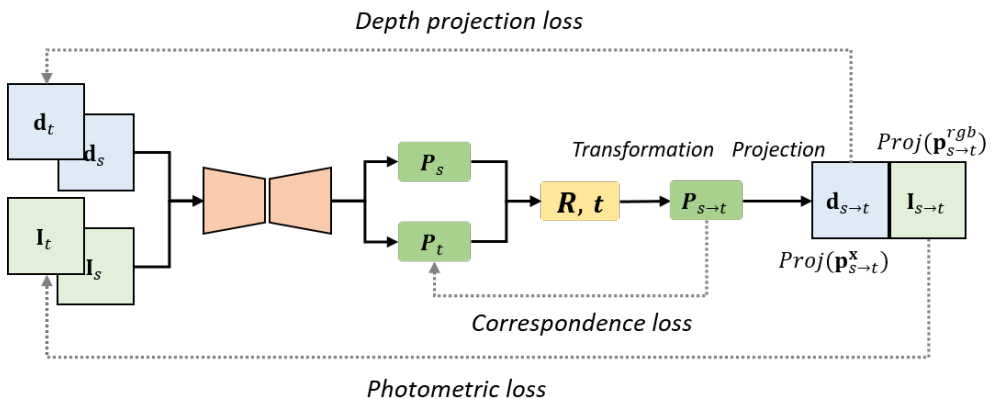 Depth projection loss
d_t
d_s
I_t
I_s
P_s
P_t
R, t
Transformation Projection
P_{s→t}
d_{s→t}
I_{s→t}
Proj(p^{rgb}_{s→t})
Proj(p^{x}_{s→t})
Correspondence loss
Photometric loss